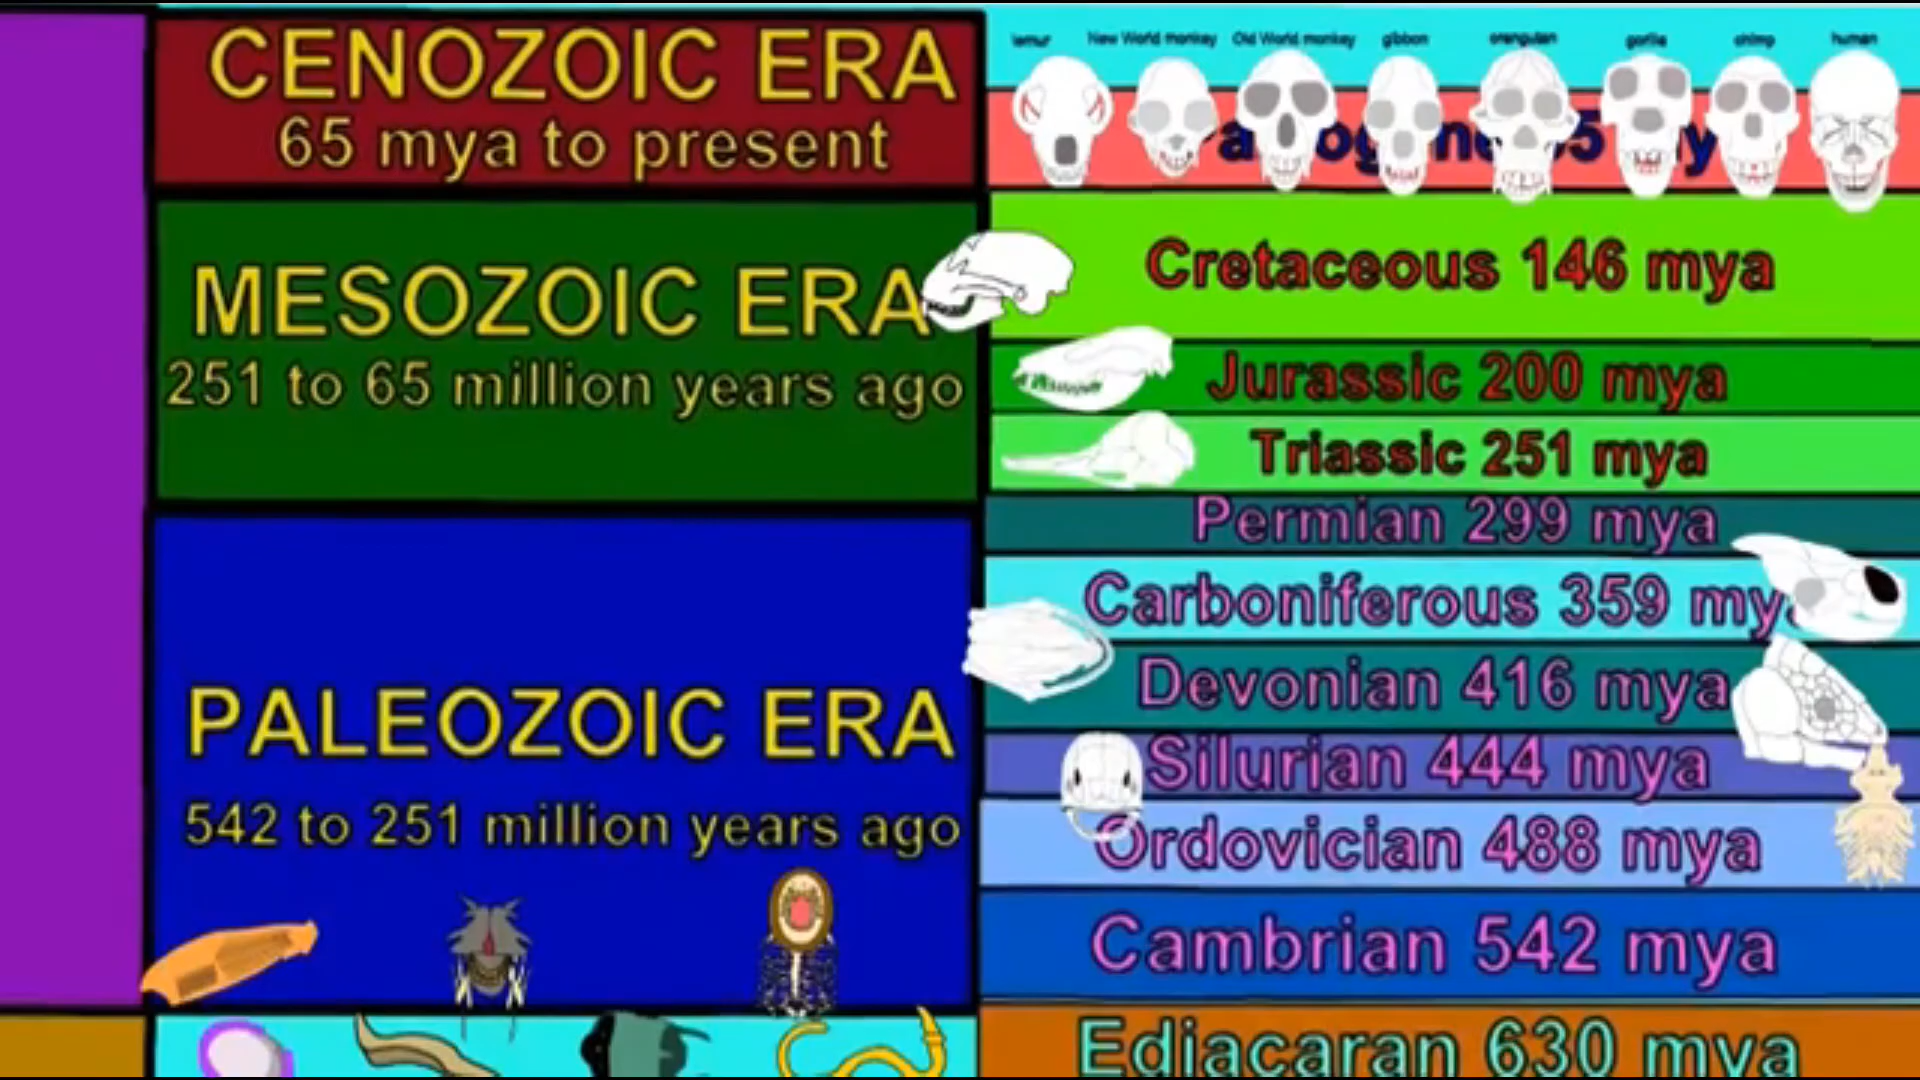 CENOZOIC ERA
65 mya to present
MESOZOIC ERA
251 to 65 million years ago
PALEOZOIC ERA
542 to 251 million years ago
lemur
New World monkey
Old World monkey
gibbon
orangutan
gorilla
chimp
human
Cretaceous 146 mya
Jurassic 200 mya
Triassic 251 mya
Permian 299 mya
Carboniferous 359 mya
Devonian 416 mya
Silurian 444 mya
Ordovician 488 mya
Cambrian 542 mya
Ediacaran 630 mya